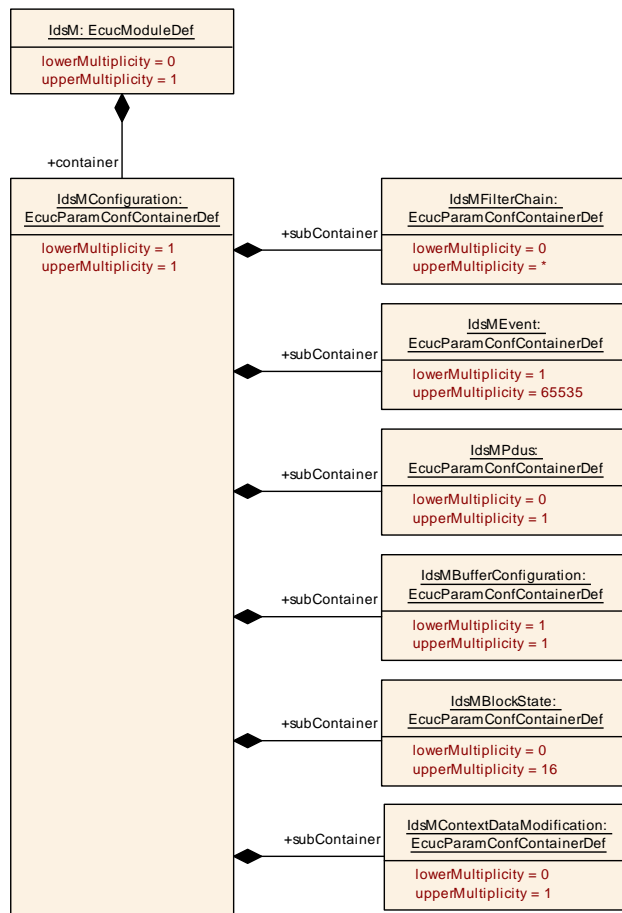 IdsM: EcucModuleDef
lowerMultiplicity = 0
upperMultiplicity = 1
+container
IdsMConfiguration:
EcucParamConfContainerDef
lowerMultiplicity = 1
upperMultiplicity = 1
+subContainer
IdsMFilterChain:
EcucParamConfContainerDef
lowerMultiplicity = 0
upperMultiplicity = *
+subContainer
IdsMEvent:
EcucParamConfContainerDef
lowerMultiplicity = 1
upperMultiplicity = 65535
+subContainer
IdsMPdus:
EcucParamConfContainerDef
lowerMultiplicity = 0
upperMultiplicity = 1
+subContainer
IdsMBufferConfiguration:
EcucParamConfContainerDef
lowerMultiplicity = 1
upperMultiplicity = 1
+subContainer
IdsMBlockState:
EcucParamConfContainerDef
lowerMultiplicity = 0
upperMultiplicity = 16
+subContainer
IdsMContextDataModification:
EcucParamConfContainerDef
lowerMultiplicity = 0
upperMultiplicity = 1